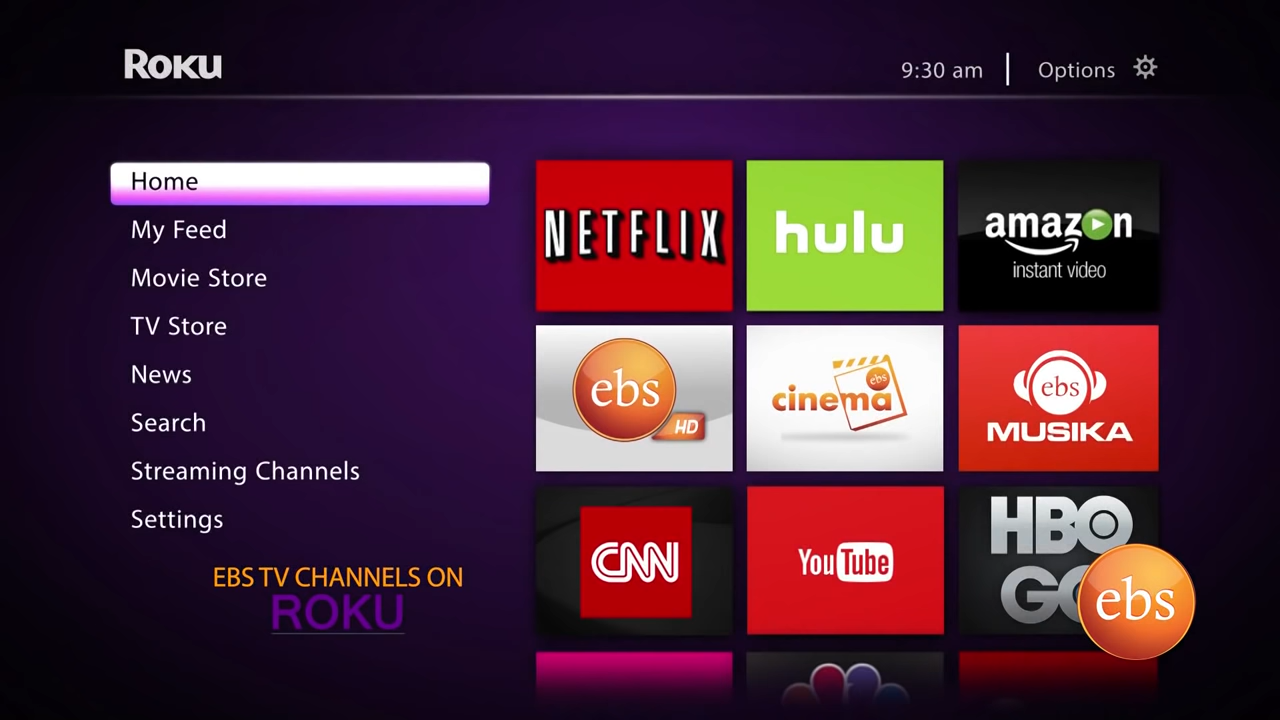 ROKU
9:30 am | Options
Home
My Feed
Movie Store
TV Store
News
Search
Streaming Channels
Settings
EBS TV CHANNELS ON
ROKU
NETFLIX
hulu
amazon
instant video
ebs
HD
cinema
ebs
ebs
MUSIKA
CNN
YouTube
HBO
GO
ebs